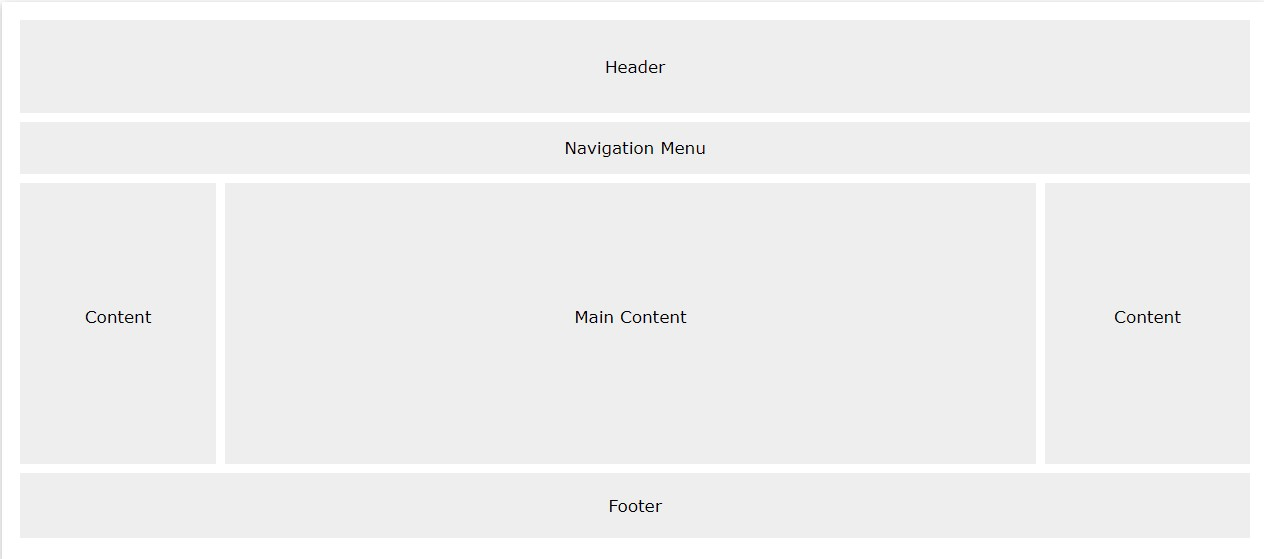 Header
Navigation Menu
Content
Main Content
Content
Footer